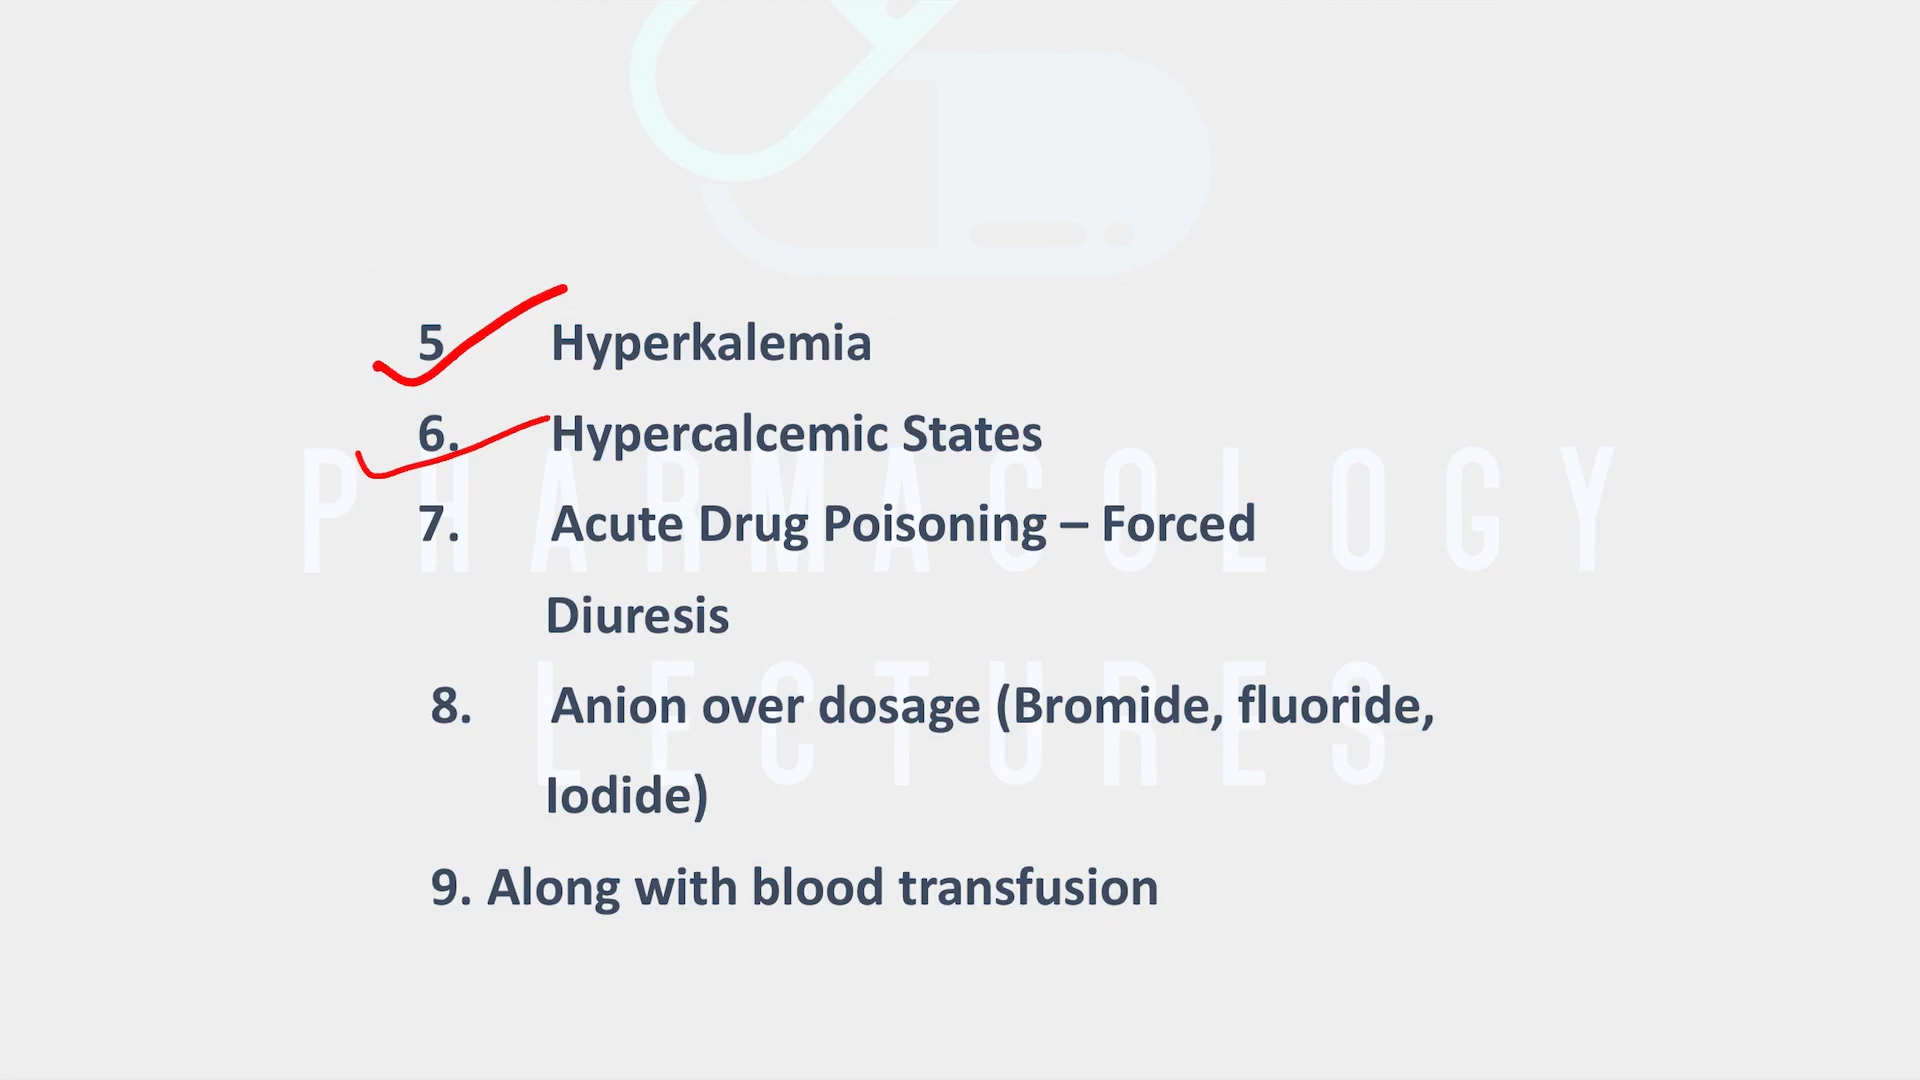 5. Hyperkalemia
6. Hypercalcemic States
7. Acute Drug Poisoning – Forced
Diuresis
8. Anion over dosage (Bromide, fluoride,
Iodide)
9. Along with blood transfusion
PHARMACOLOGY
LECTURES